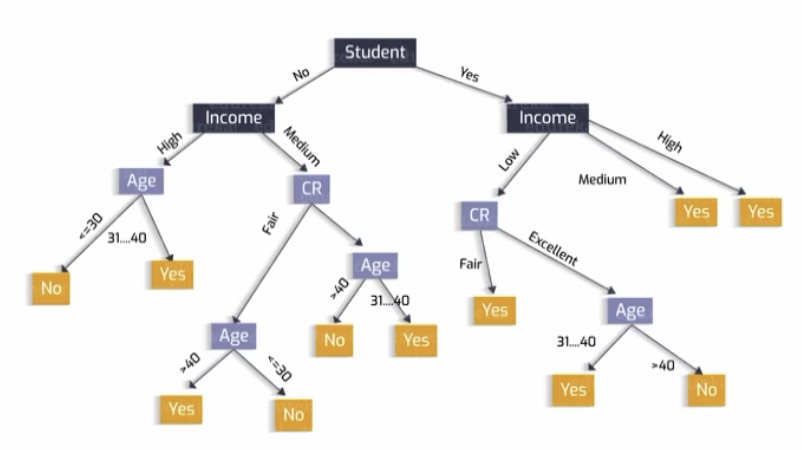 Student
No
Yes
Income
Income
High
Medium
Low
Medium
High
Age
CR
CR
Yes
Yes
<=30
31....40
Fair
Fair
Excellent
No
Yes
Age
>40
31....40
Yes
Age
Age
No
Yes
31....40
>40
>40
<=30
Yes
No
Yes
No